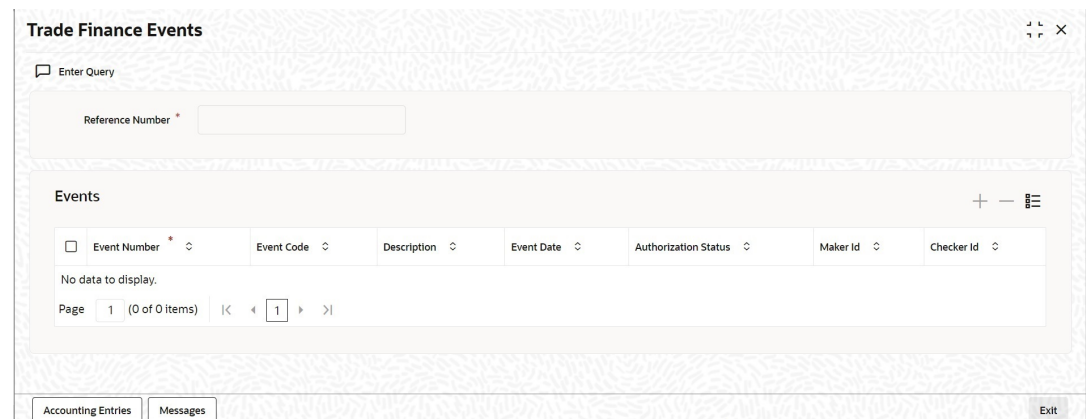 Trade Finance Events
Enter Query
Reference Number *
Events
Event Number * Event Code Description Event Date Authorization Status Maker Id Checker Id
No data to display.
Page 1 (0 of 0 items) 1
Accounting Entries Messages Exit